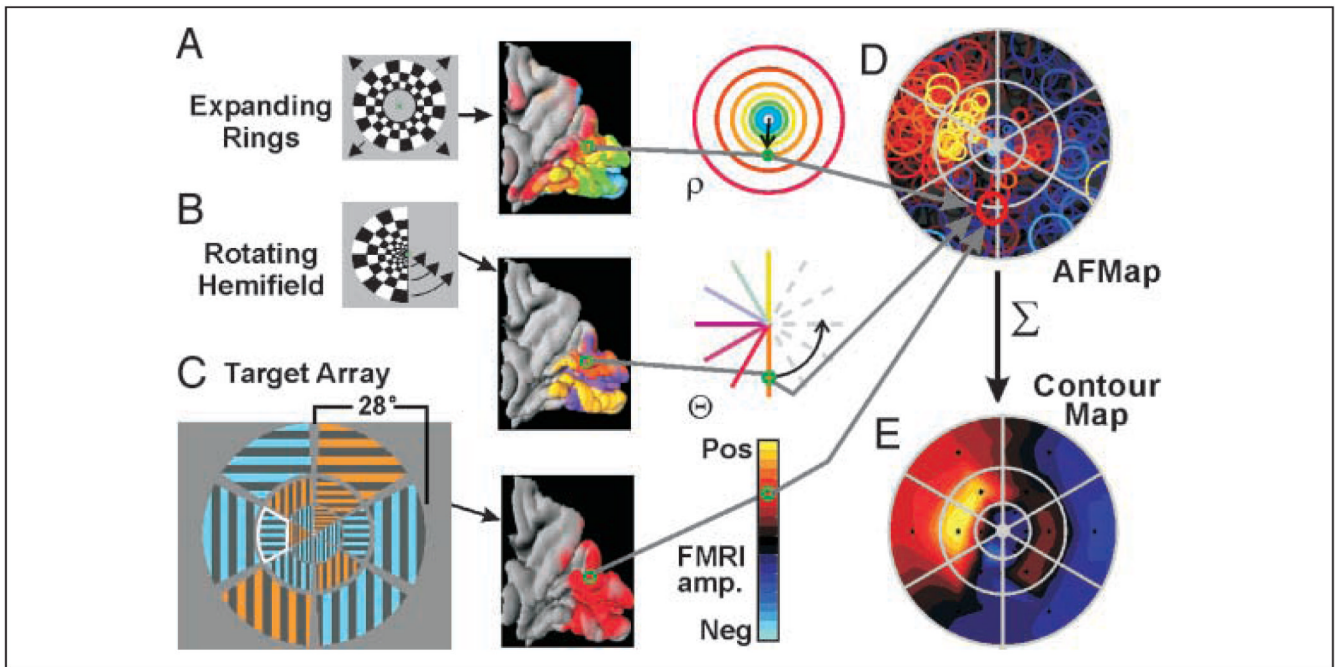 A
Expanding
Rings
ρ
D
AFMap
B
Rotating
Hemifield
Θ
Σ
C
Target Array
28°
Pos
FMRI
amp.
Neg
Contour
Map
E